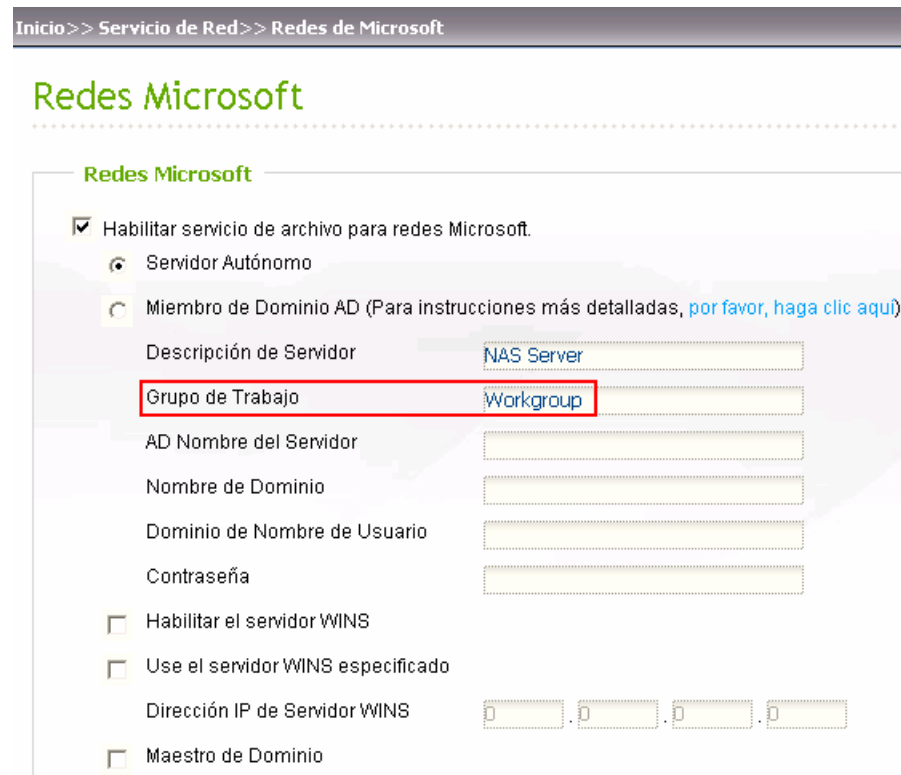 Inicio>> Servicio de Red>> Redes de Microsoft
Redes Microsoft
Redes Microsoft
Habilitar servicio de archivo para redes Microsoft.
Servidor Autónomo
Miembro de Dominio AD (Para instrucciones más detalladas, por favor, haga clic aquí)
Descripción de Servidor NAS Server
Grupo de Trabajo Workgroup
AD Nombre del Servidor
Nombre de Dominio
Dominio de Nombre de Usuario
Contraseña
Habilitar el servidor WINS
Use el servidor WINS especificado
Dirección IP de Servidor WINS 0 . 0 . 0 . 0
Maestro de Dominio